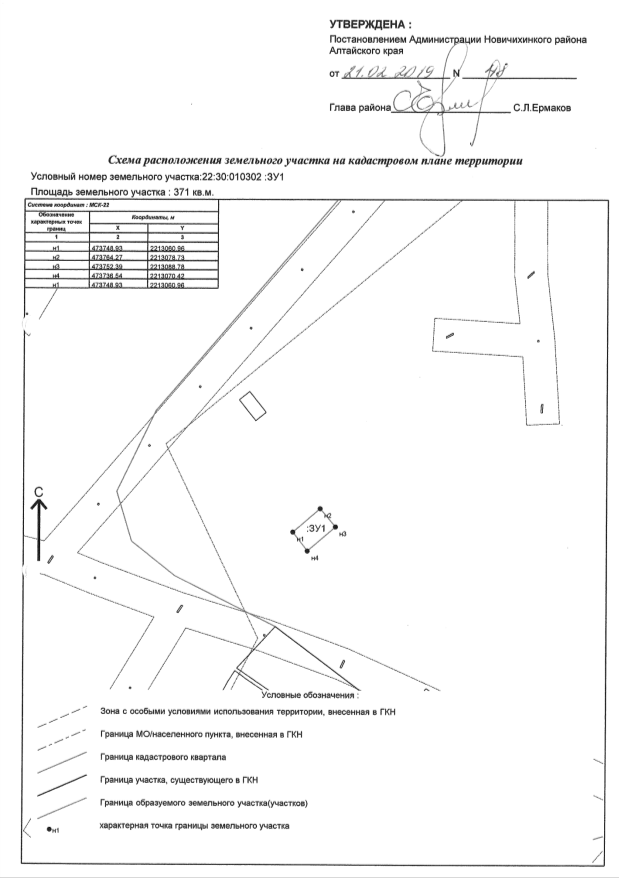 УТВЕРЖДЕНА :
Постановлением Администрации Новичихинкого района
Алтайского края
от 21.02 2019 N
Глава района С.Л.Ермаков
Схема расположения земельного участка на кадастровом плане территории
Условный номер земельного участка:22:30:010302 :ЗУ1
Площадь земельного участка : 371 кв.м.
Система координат : МСК-22
Обозначение характерных точек границ Координаты, м
X Y
1 2 3
н1 473748.93 2213060.96
н2 473764.27 2213078.73
н3 473752.39 2213088.78
н4 473736.54 2213070.42
н1 473748.93 2213060.96
С
н2
:ЗУ1
н3
н1
н4
Условные обозначения :
Зона с особыми условиями использования территории, внесенная в ГКН
Граница МО/населенного пункта, внесенная в ГКН
Граница кадастрового квартала
Граница участка, существующего в ГКН
Граница образуемого земельного участка(участков)
н1 характерная точка границы земельного участка